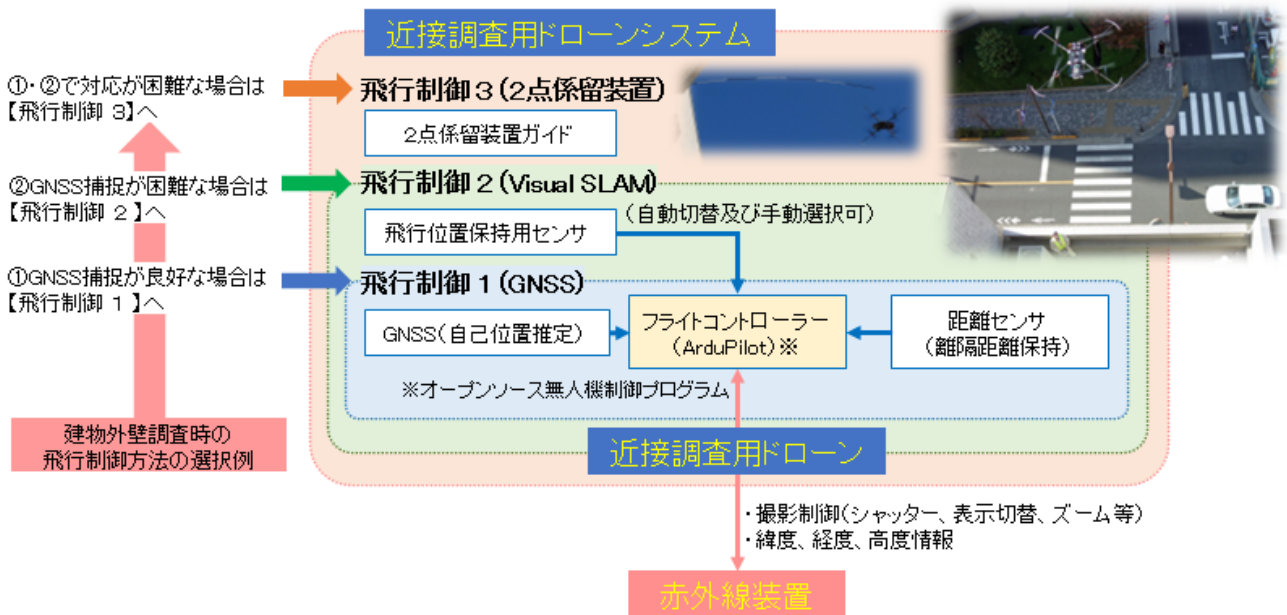 近接調査用ドローンシステム
①・②で対応が困難な場合は
【飛行制御 3】へ
飛行制御3(2点係留装置)
2点係留装置ガイド
②GNSS捕捉が困難な場合は
【飛行制御 2】へ
飛行制御2(Visual SLAM)
(自動切替及び手動選択可)
飛行位置保持用センサ
①GNSS捕捉が良好な場合は
【飛行制御 1】へ
飛行制御1(GNSS)
GNSS(自己位置推定)
フライトコントローラー
(ArduPilot)※
距離センサ
(離隔距離保持)
※オープンソース無人機制御プログラム
建物外壁調査時の
飛行制御方法の選択例
近接調査用ドローン
・撮影制御(シャッター、表示切替、ズーム等)
・緯度、経度、高度情報
赤外線装置